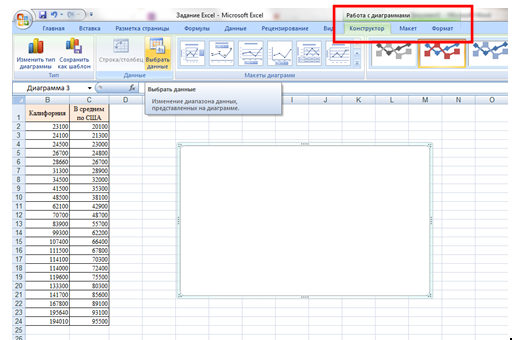 Задание Excel - Microsoft Excel
Работа с диаграммами
Главная Вставка Разметка страницы Формулы Данные Рецензирование Конструктор Макет Формат
Изменить тип диаграммы
Сохранить как шаблон
Строка/столбец
Выбрать данные
Тип Данные Макеты диаграмм
Диаграмма 3 fx
Выбрать данные
Изменение диапазона данных, представленных на диаграмме.
B C D I J K L M N O
1 Калифорния В среднем по США
2 23100 20100
3 24100 21300
4 24500 23000
5 26700 24800
6 28660 26700
7 31300 28900
8 34500 32000
9 41500 35300
10 48500 38100
11 62100 42900
12 70700 48700
13 83900 55700
14 99300 62200
15 107400 66400
16 111500 67800
17 114100 70300
18 114000 72400
19 119600 75500
20 133300 80300
21 141700 85600
22 167800 89100
23 195640 93100
24 194010 95500
25
26